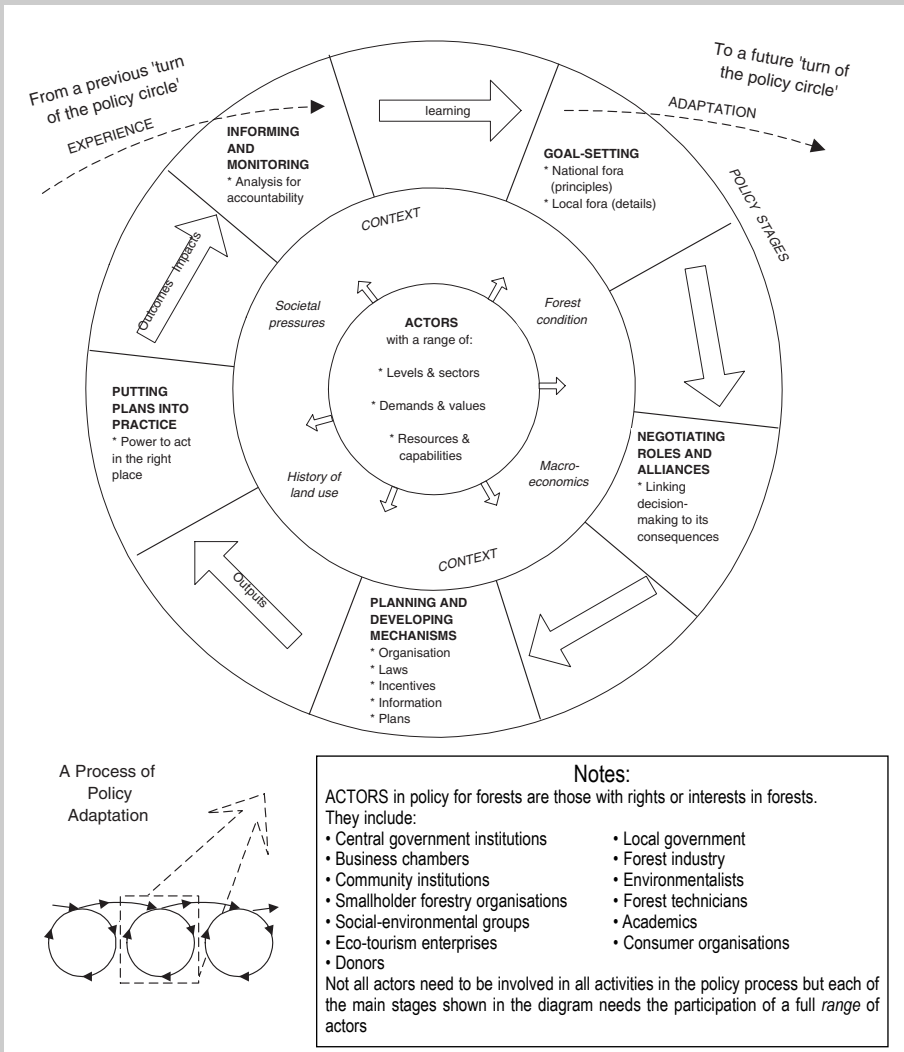 From a previous 'turn
of the policy circle'
EXPERIENCE
To a future 'turn of
the policy circle'
ADAPTATION
POLICY STAGES
INFORMING
AND
MONITORING
* Analysis for
accountability
learning
GOAL-SETTING
* National fora
(principles)
* Local fora (details)
NEGOTIATING
ROLES AND
ALLIANCES
* Linking
decision-
making to its
consequences
PLANNING AND
DEVELOPING
MECHANISMS
* Organisation
* Laws
* Incentives
* Information
* Plans
Outputs
PUTTING
PLANS INTO
PRACTICE
* Power to act
in the right
place
Outcomes Impacts
CONTEXT
Societal
pressures
Forest
condition
History of
land use
Macro-
economics
CONTEXT
ACTORS
with a range of:
* Levels & sectors
* Demands & values
* Resources &
capabilities
A Process of
Policy
Adaptation
Notes:
ACTORS in policy for forests are those with rights or interests in forests.
They include:
• Central government institutions
• Business chambers
• Community institutions
• Smallholder forestry organisations
• Social-environmental groups
• Eco-tourism enterprises
• Donors
• Local government
• Forest industry
• Environmentalists
• Forest technicians
• Academics
• Consumer organisations
Not all actors need to be involved in all activities in the policy process but each of
the main stages shown in the diagram needs the participation of a full range of
actors